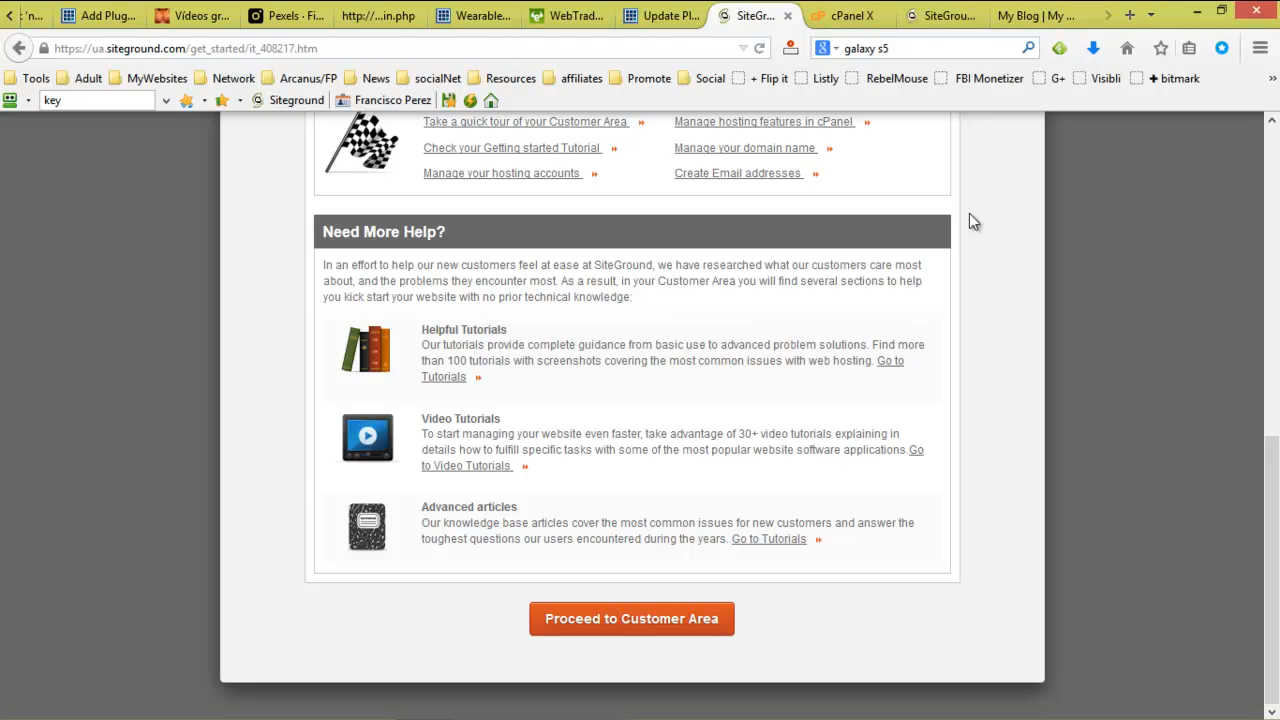 'n...
Add Plug...
Vídeos gr...
Pexels - Fi...
http://...in.php
Wearable...
WebTrad...
Update Pl...
SiteGr...
cPanel X
SiteGrou...
My Blog | My ...
https://ua.siteground.com/get_started/it_408217.htm
galaxy s5
Tools
Adult
MyWebsites
Network
Arcanus/FP
News
socialNet
Resources
affiliates
Promote
Social
+ Flip it
Listly
RebelMouse
FBI Monetizer
G+
Visibli
+ bitmark
key
Siteground
Francisco Perez
Take a quick tour of your Customer Area
Manage hosting features in cPanel
Check your Getting started Tutorial
Manage your domain name
Manage your hosting accounts
Create Email addresses
Need More Help?
In an effort to help our new customers feel at ease at SiteGround, we have researched what our customers care most
about, and the problems they encounter most. As a result, in your Customer Area you will find several sections to help
you kick start your website with no prior technical knowledge:
Helpful Tutorials
Our tutorials provide complete guidance from basic use to advanced problem solutions. Find more
than 100 tutorials with screenshots covering the most common issues with web hosting. Go to
Tutorials
Video Tutorials
To start managing your website even faster, take advantage of 30+ video tutorials explaining in
details how to fulfill specific tasks with some of the most popular website software applications.Go
to Video Tutorials
Advanced articles
Our knowledge base articles cover the most common issues for new customers and answer the
toughest questions our users encountered during the years. Go to Tutorials
Proceed to Customer Area